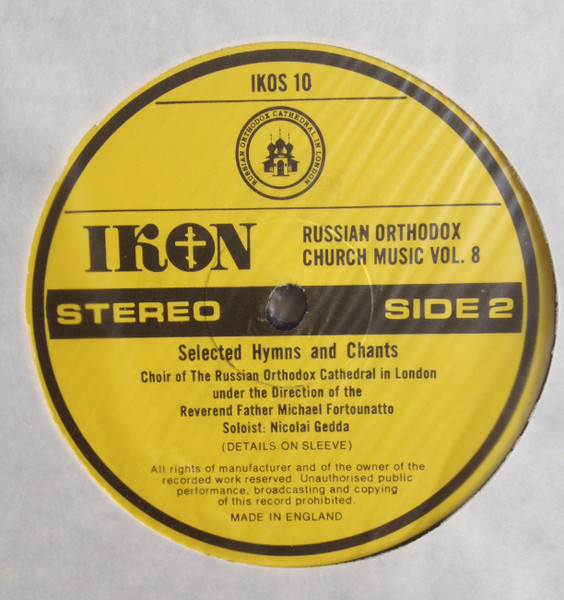 IKOS 10
RUSSIAN ORTHODOX CATHEDRAL IN LONDON
IKON
RUSSIAN ORTHODOX
CHURCH MUSIC VOL. 8
STEREO
SIDE 2
Selected Hymns and Chants
Choir of The Russian Orthodox Cathedral in London
under the Direction of the
Reverend Father Michael Fortounatto
Soloist: Nicolai Gedda
(DETAILS ON SLEEVE)
All rights of manufacturer and of the owner of the
recorded work reserved. Unauthorised public
performance, broadcasting and copying
of this record prohibited.
MADE IN ENGLAND